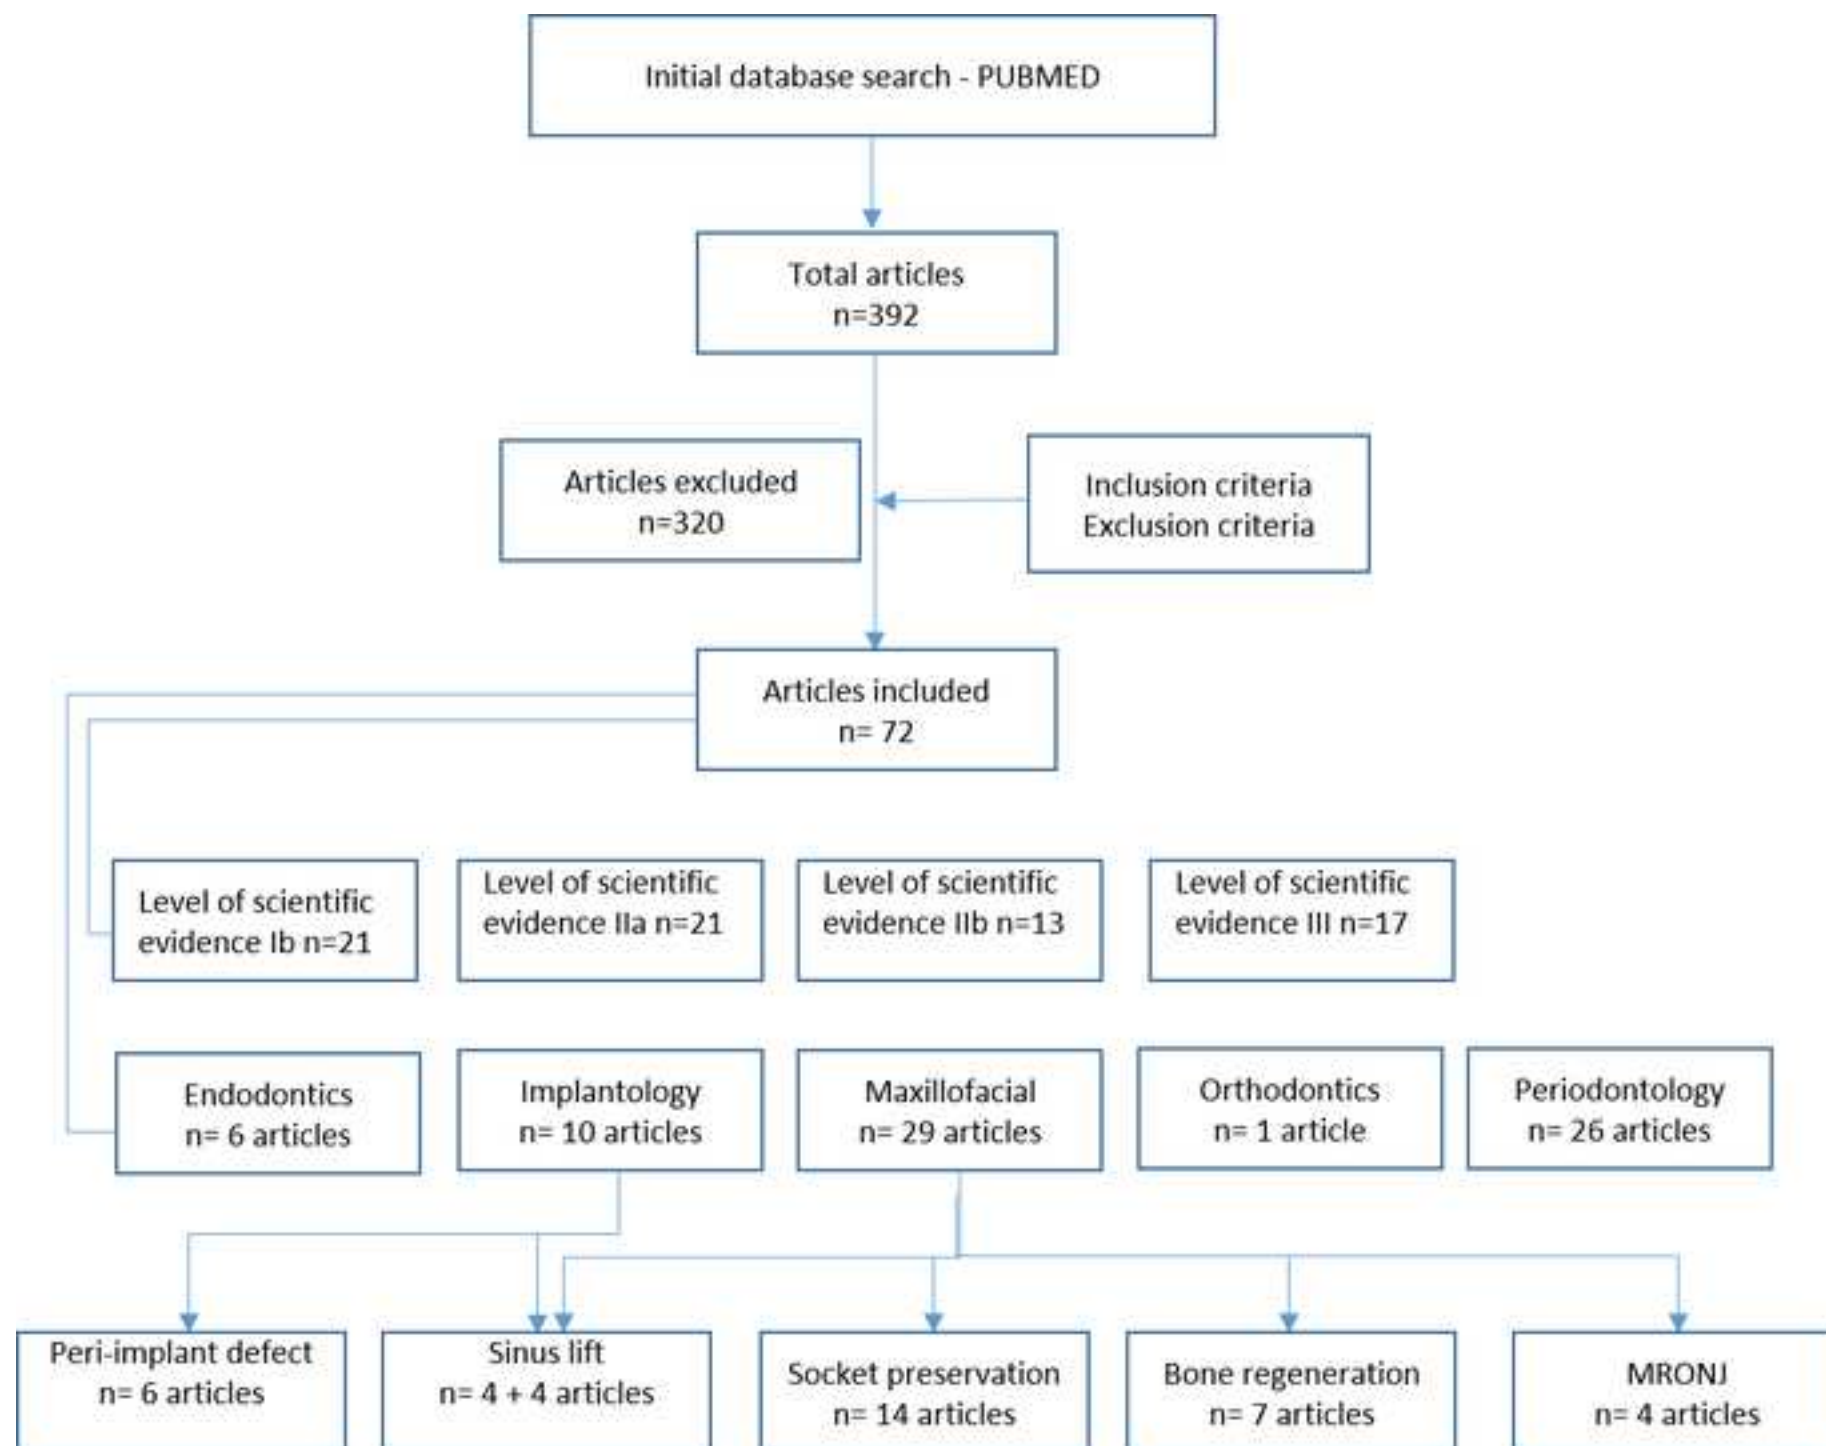 Initial database search - PUBMED
Total articles
n=392
Articles excluded
n=320
Inclusion criteria
Exclusion criteria
Articles included
n= 72
Level of scientific
evidence Ib n=21
Level of scientific
evidence IIa n=21
Level of scientific
evidence IIb n=13
Level of scientific
evidence III n=17
Endodontics
n= 6 articles
Implantology
n= 10 articles
Maxillofacial
n= 29 articles
Orthodontics
n= 1 article
Periodontology
n= 26 articles
Peri-implant defect
n= 6 articles
Sinus lift
n= 4 + 4 articles
Socket preservation
n= 14 articles
Bone regeneration
n= 7 articles
MRONJ
n= 4 articles